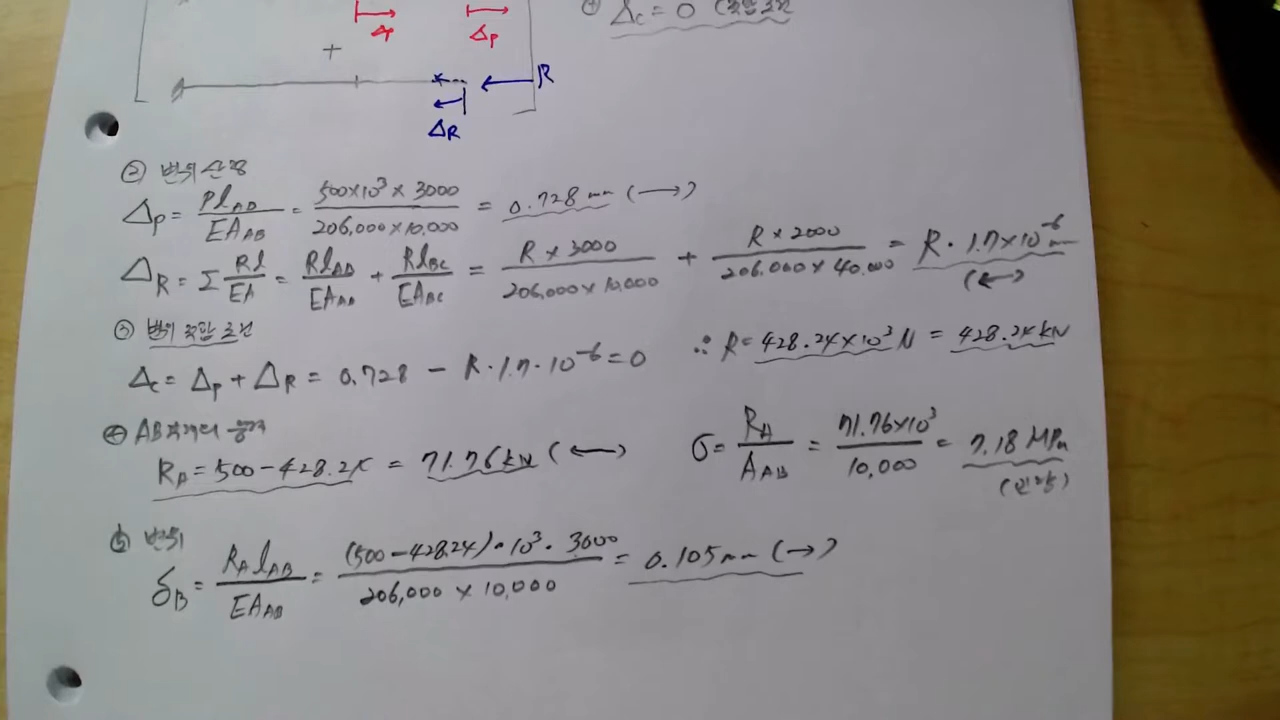 ① Δc = 0 (적합조건
Δp Δp
+
R
ΔR
② 변위 산정
Δp = Pl_AB / EA_AB = 500×10³ × 3000 / 206,000×10,000 = 0.728 mm (→)
ΔR = Σ Rl / EA = Rl_AB / EA_AB + Rl_BC / EA_BC = R × 3000 / 206,000×10,000 + R × 2000 / 206,000 × 40,000 = R · 1.7×10⁻⁶ mm (←)
③ 변위 적합 조건
Δc = Δp + ΔR = 0.728 − R · 1.7 · 10⁻⁶ = 0 ∴ R = 428.24×10³ N = 428.24 kN
④ AB 응력
R_A = 500 − 428.24 = 71.76 kN (←) σ = R_A / A_AB = 71.76×10³ / 10,000 = 7.18 MPa (인장)
⑤ 변위
δ_B = R_A l_AB / EA_AB = (500 − 428.24) · 10³ · 3000 / 206,000 × 10,000 = 0.105 mm (→)